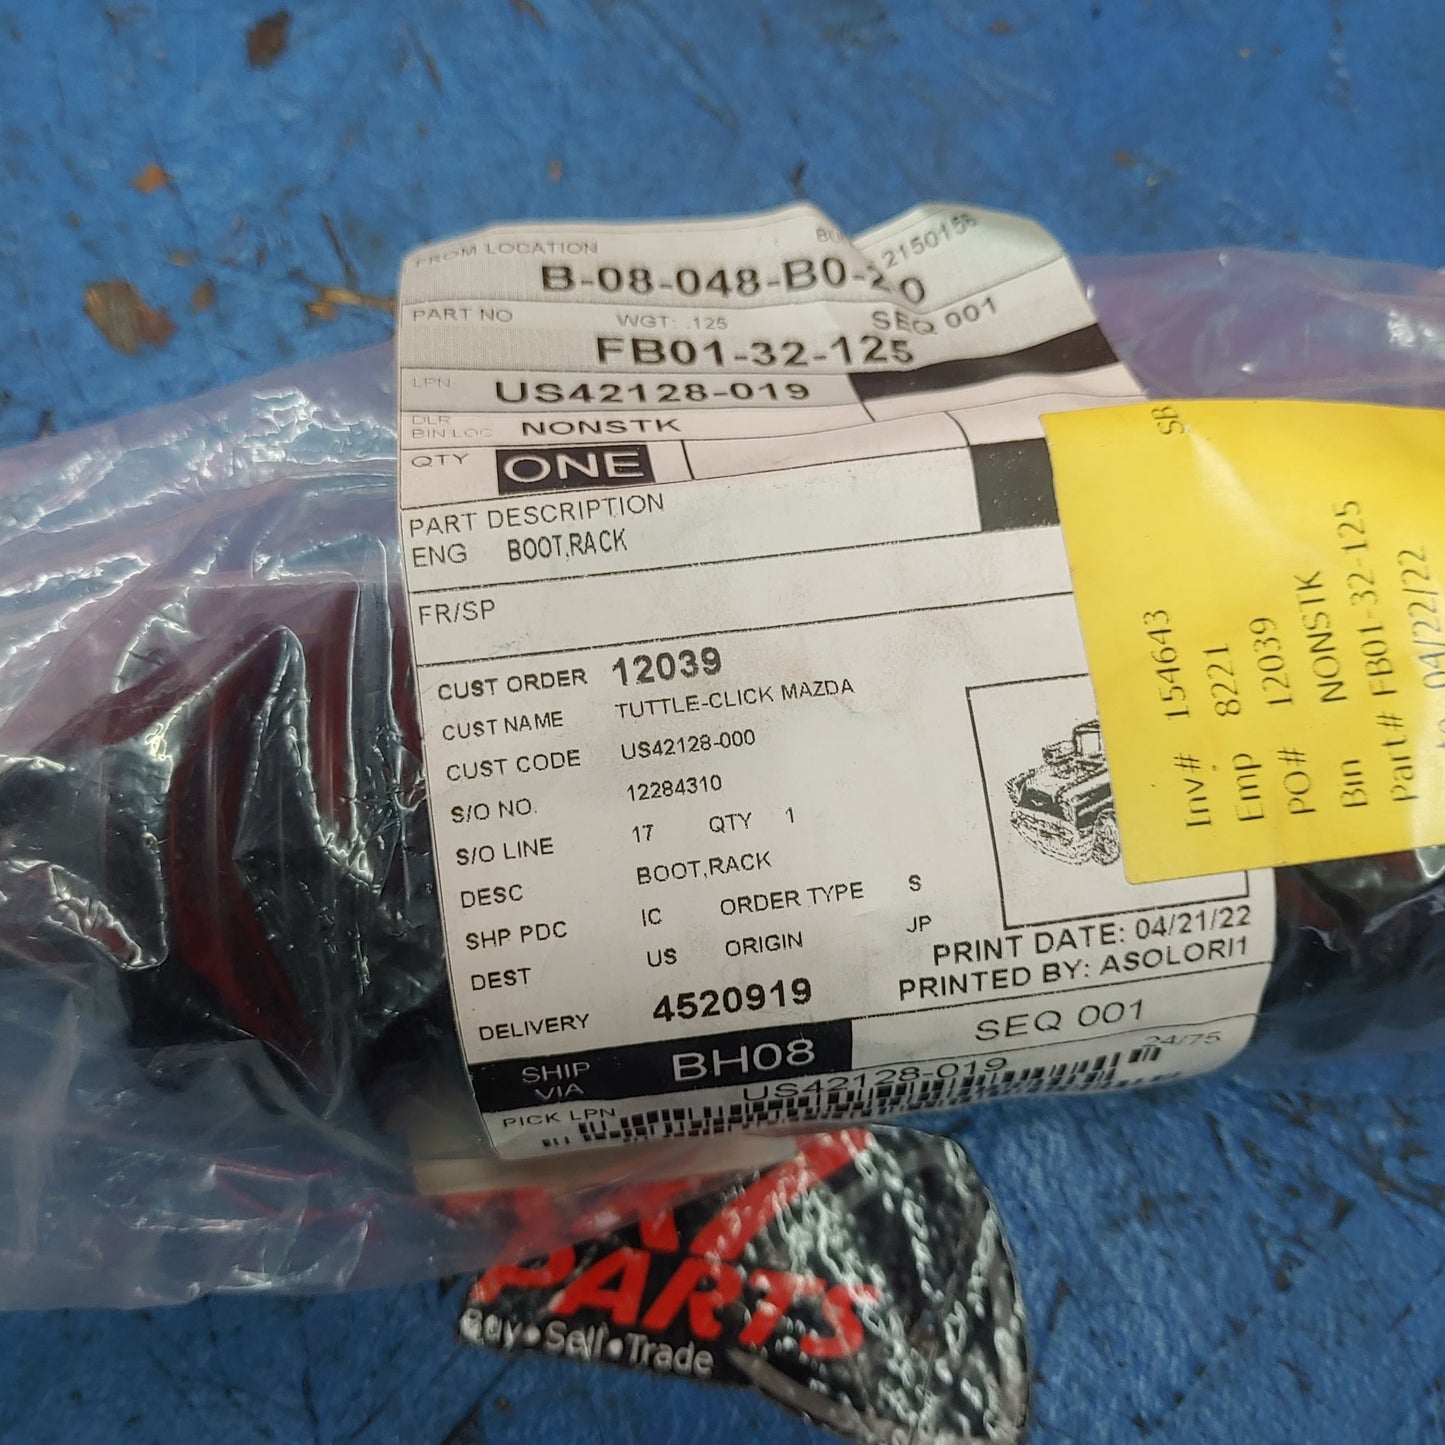 FROM LOCATION
B-08-048-B0-20
PART NO WGT: .125 SEQ 001
FB01-32-125
LPN US42128-019
DLR
BIN LOC NONSTK
QTY ONE
PART DESCRIPTION
ENG BOOT,RACK
FR/SP
CUST ORDER 12039
CUST NAME TUTTLE-CLICK MAZDA
CUST CODE US42128-000
S/O NO. 12284310
S/O LINE 17 QTY 1
DESC BOOT,RACK
SHP PDC IC ORDER TYPE S
DEST US ORIGIN JP
DELIVERY 4520919
PRINT DATE: 04/21/22
PRINTED BY: ASOLORI1
SHIP
VIA BH08 SEQ 001
24/75
PICK LPN US42128-019
Inv# 154643
Emp 8221
PO# 12039
Bin NONSTK
Part# FB01-32-125
04/22/22
PARTS
Buy•Sell•Trade